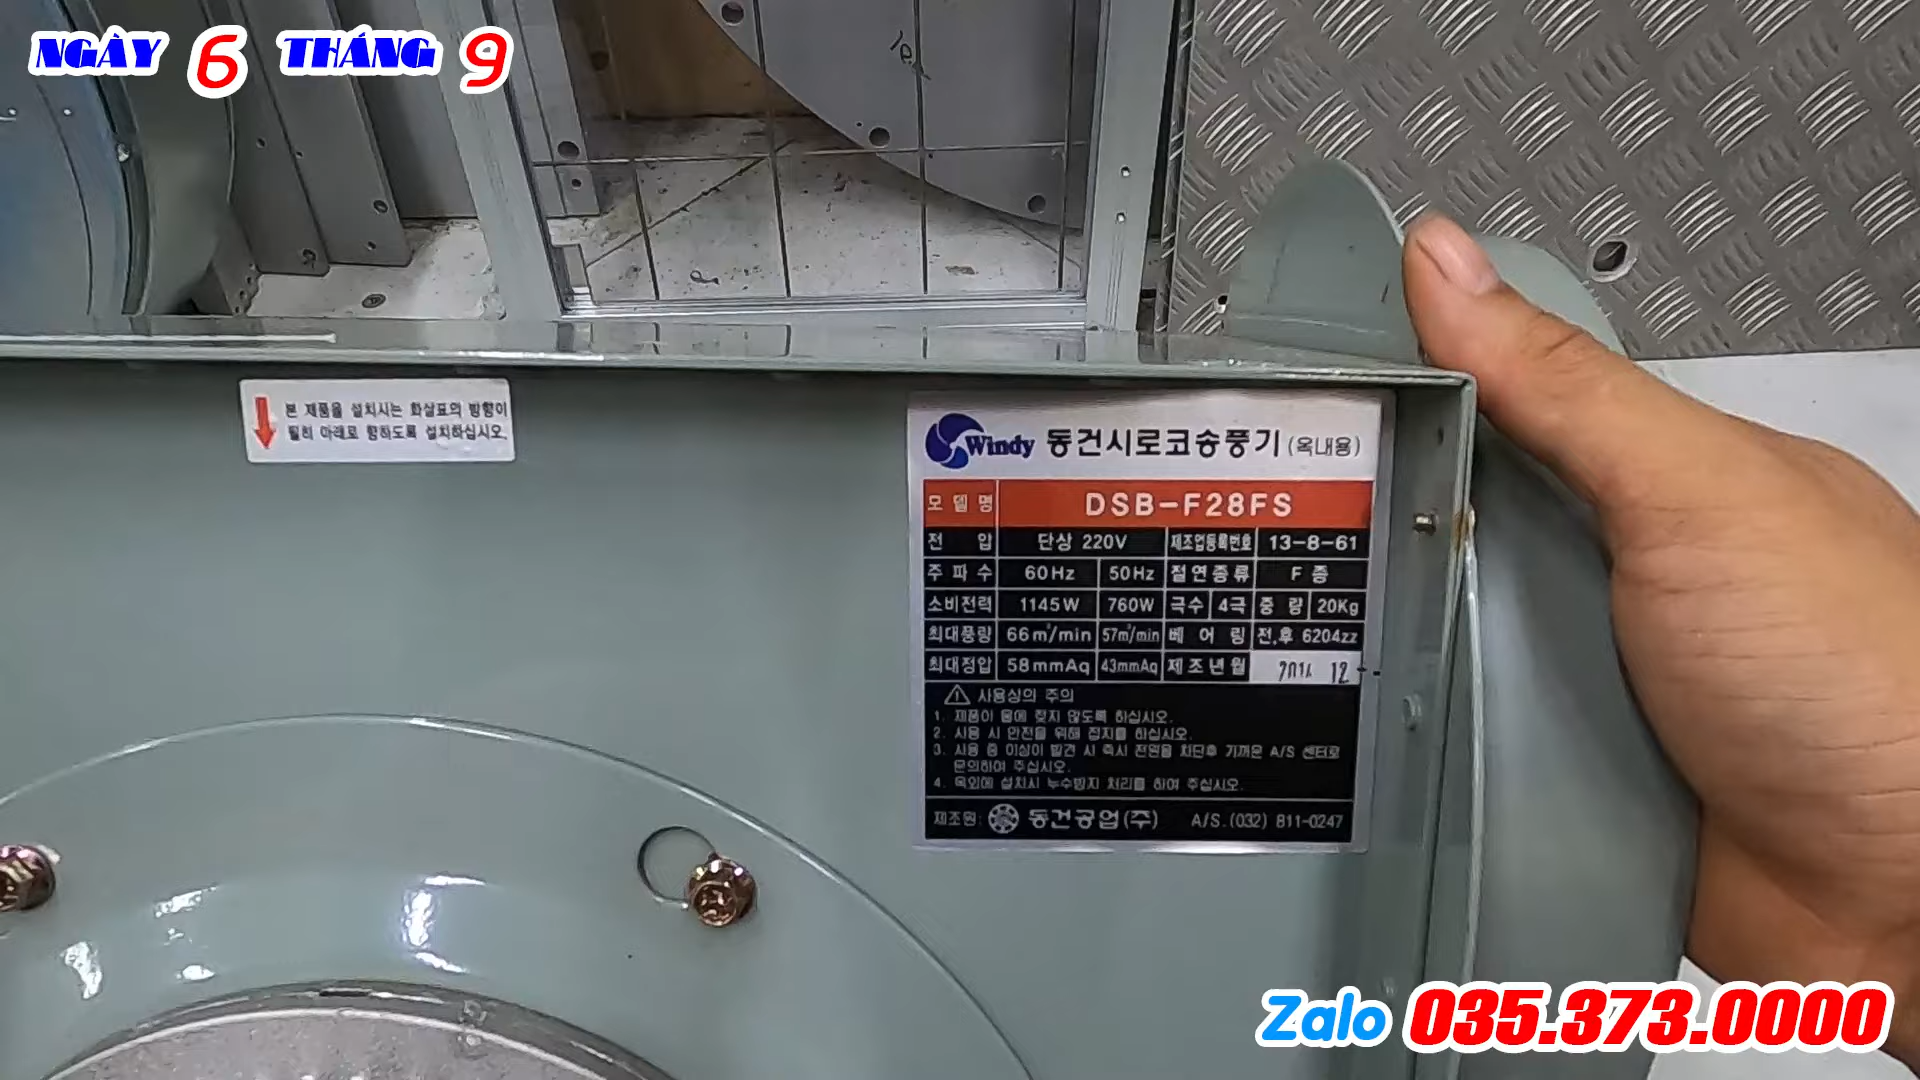 NGÀY 6 THÁNG 9
본 제품을 설치시는 화살표의 방향이
필히 아래로 향하도록 설치하십시오.
Windy 동건시로코송풍기 (옥내용)
모델명 DSB-F28FS
전압 단상 220V 제조업등록번호 13-8-61
주파수 60Hz 50Hz 절연종류 F 종
소비전력 1145W 760W 극수 4극 중량 20Kg
최대풍량 66㎥/min 57㎥/min 베어링 전,후 6204zz
최대정압 58mmAq 43mmAq 제조년월 12
사용상의 주의
1. 제품이 물에 젖지 않도록 하십시오.
2. 사용 시 안전을 위해 접지를 하십시오.
3. 사용 중 이상이 발견 시 즉시 전원을 차단후 가까운 A/S 센터로
문의하여 주십시오.
4. 옥외에 설치시 누수방지 처리를 하여 주십시오.
제조원: 동건공업(주) A/S.(032) 811-0247
Zalo 035.373.0000